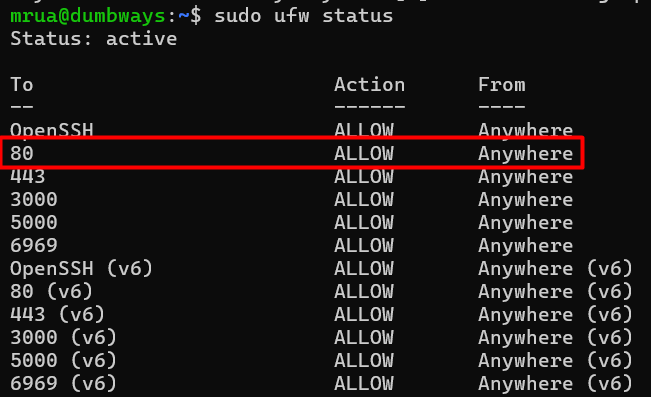 mrua@dumbways:~$ sudo ufw status
Status: active
To Action From
-- ------ ----
OpenSSH ALLOW Anywhere
80 ALLOW Anywhere
443 ALLOW Anywhere
3000 ALLOW Anywhere
5000 ALLOW Anywhere
6969 ALLOW Anywhere
OpenSSH (v6) ALLOW Anywhere (v6)
80 (v6) ALLOW Anywhere (v6)
443 (v6) ALLOW Anywhere (v6)
3000 (v6) ALLOW Anywhere (v6)
5000 (v6) ALLOW Anywhere (v6)
6969 (v6) ALLOW Anywhere (v6)